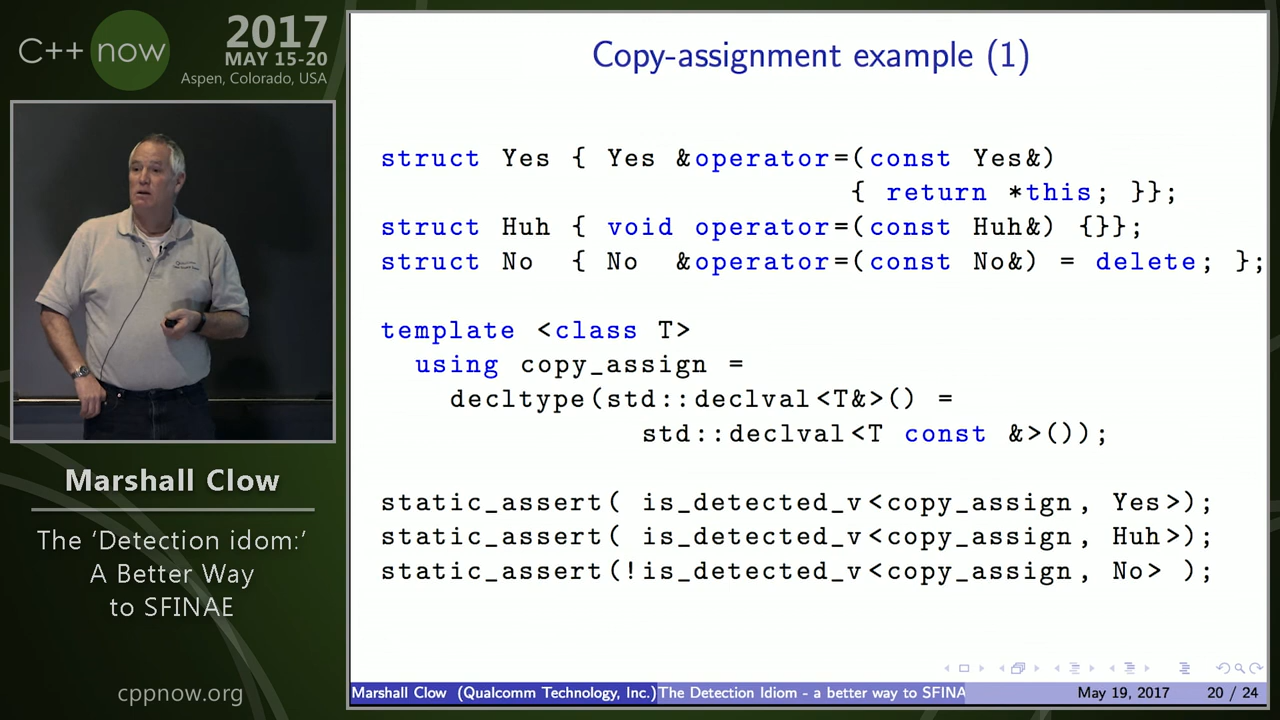 C++ now
2017
MAY 15-20
Aspen, Colorado, USA
Marshall Clow
The ‘Detection idom:’
A Better Way
to SFINAE
cppnow.org
Copy-assignment example (1)
struct Yes { Yes &operator=(const Yes&)
{ return *this; }};
struct Huh { void operator=(const Huh&) {}};
struct No { No &operator=(const No&) = delete; };
template <class T>
using copy_assign =
decltype(std::declval<T&>() =
std::declval<T const &>());
static_assert( is_detected_v<copy_assign, Yes>);
static_assert( is_detected_v<copy_assign, Huh>);
static_assert(!is_detected_v<copy_assign, No> );
Marshall Clow (Qualcomm Technology, Inc.) The Detection Idiom - a better way to SFINA May 19, 2017 20 / 24